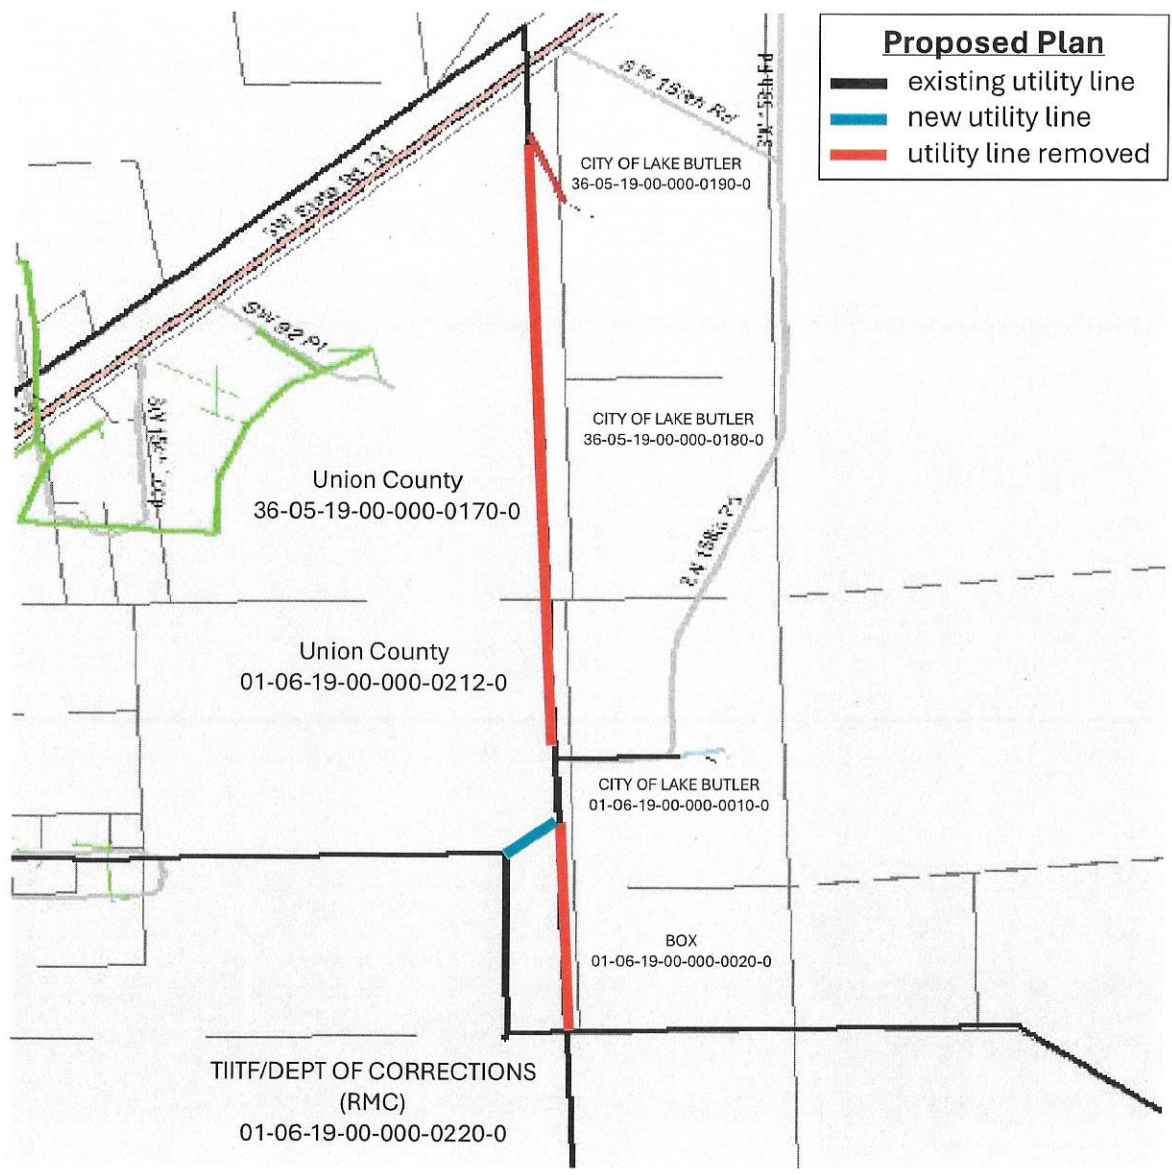 Proposed Plan
existing utility line
new utility line
utility line removed
CITY OF LAKE BUTLER
36-05-19-00-000-0190-0
SW State Rd 121
SW 92 Pl
CITY OF LAKE BUTLER
36-05-19-00-000-0180-0
Union County
36-05-19-00-000-0170-0
Union County
01-06-19-00-000-0212-0
CITY OF LAKE BUTLER
01-06-19-00-000-0010-0
BOX
01-06-19-00-000-0020-0
TIITF/DEPT OF CORRECTIONS
(RMC)
01-06-19-00-000-0220-0